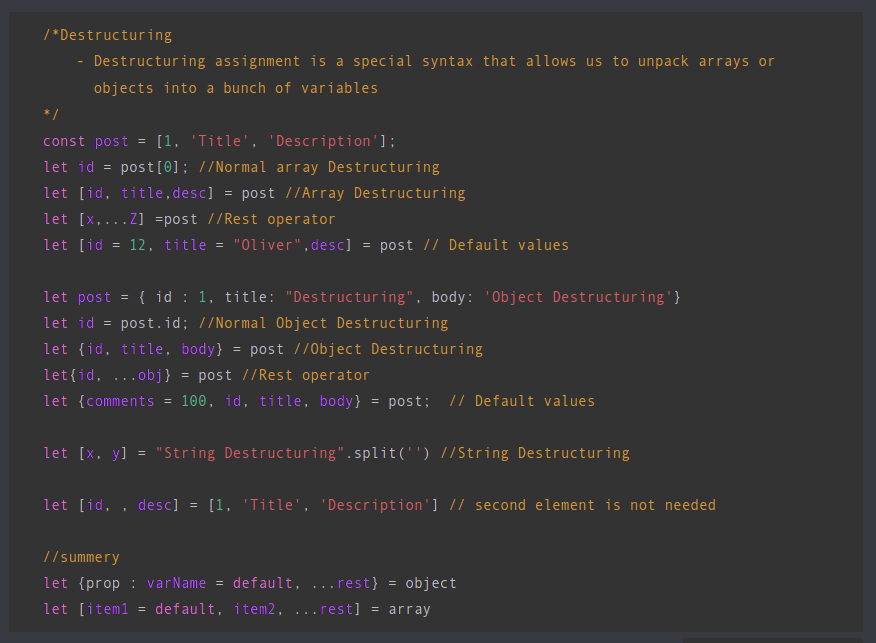 /*Destructuring
- Destructuring assignment is a special syntax that allows us to unpack arrays or
objects into a bunch of variables
*/
const post = [1, 'Title', 'Description'];
let id = post[0]; //Normal array Destructuring
let [id, title,desc] = post //Array Destructuring
let [x,...Z] =post //Rest operator
let [id = 12, title = "Oliver",desc] = post // Default values
let post = { id : 1, title: "Destructuring", body: 'Object Destructuring'}
let id = post.id; //Normal Object Destructuring
let {id, title, body} = post //Object Destructuring
let{id, ...obj} = post //Rest operator
let {comments = 100, id, title, body} = post;  // Default values
let [x, y] = "String Destructuring".split('') //String Destructuring
let [id, , desc] = [1, 'Title', 'Description'] // second element is not needed
//summery
let {prop : varName = default, ...rest} = object
let [item1 = default, item2, ...rest] = array